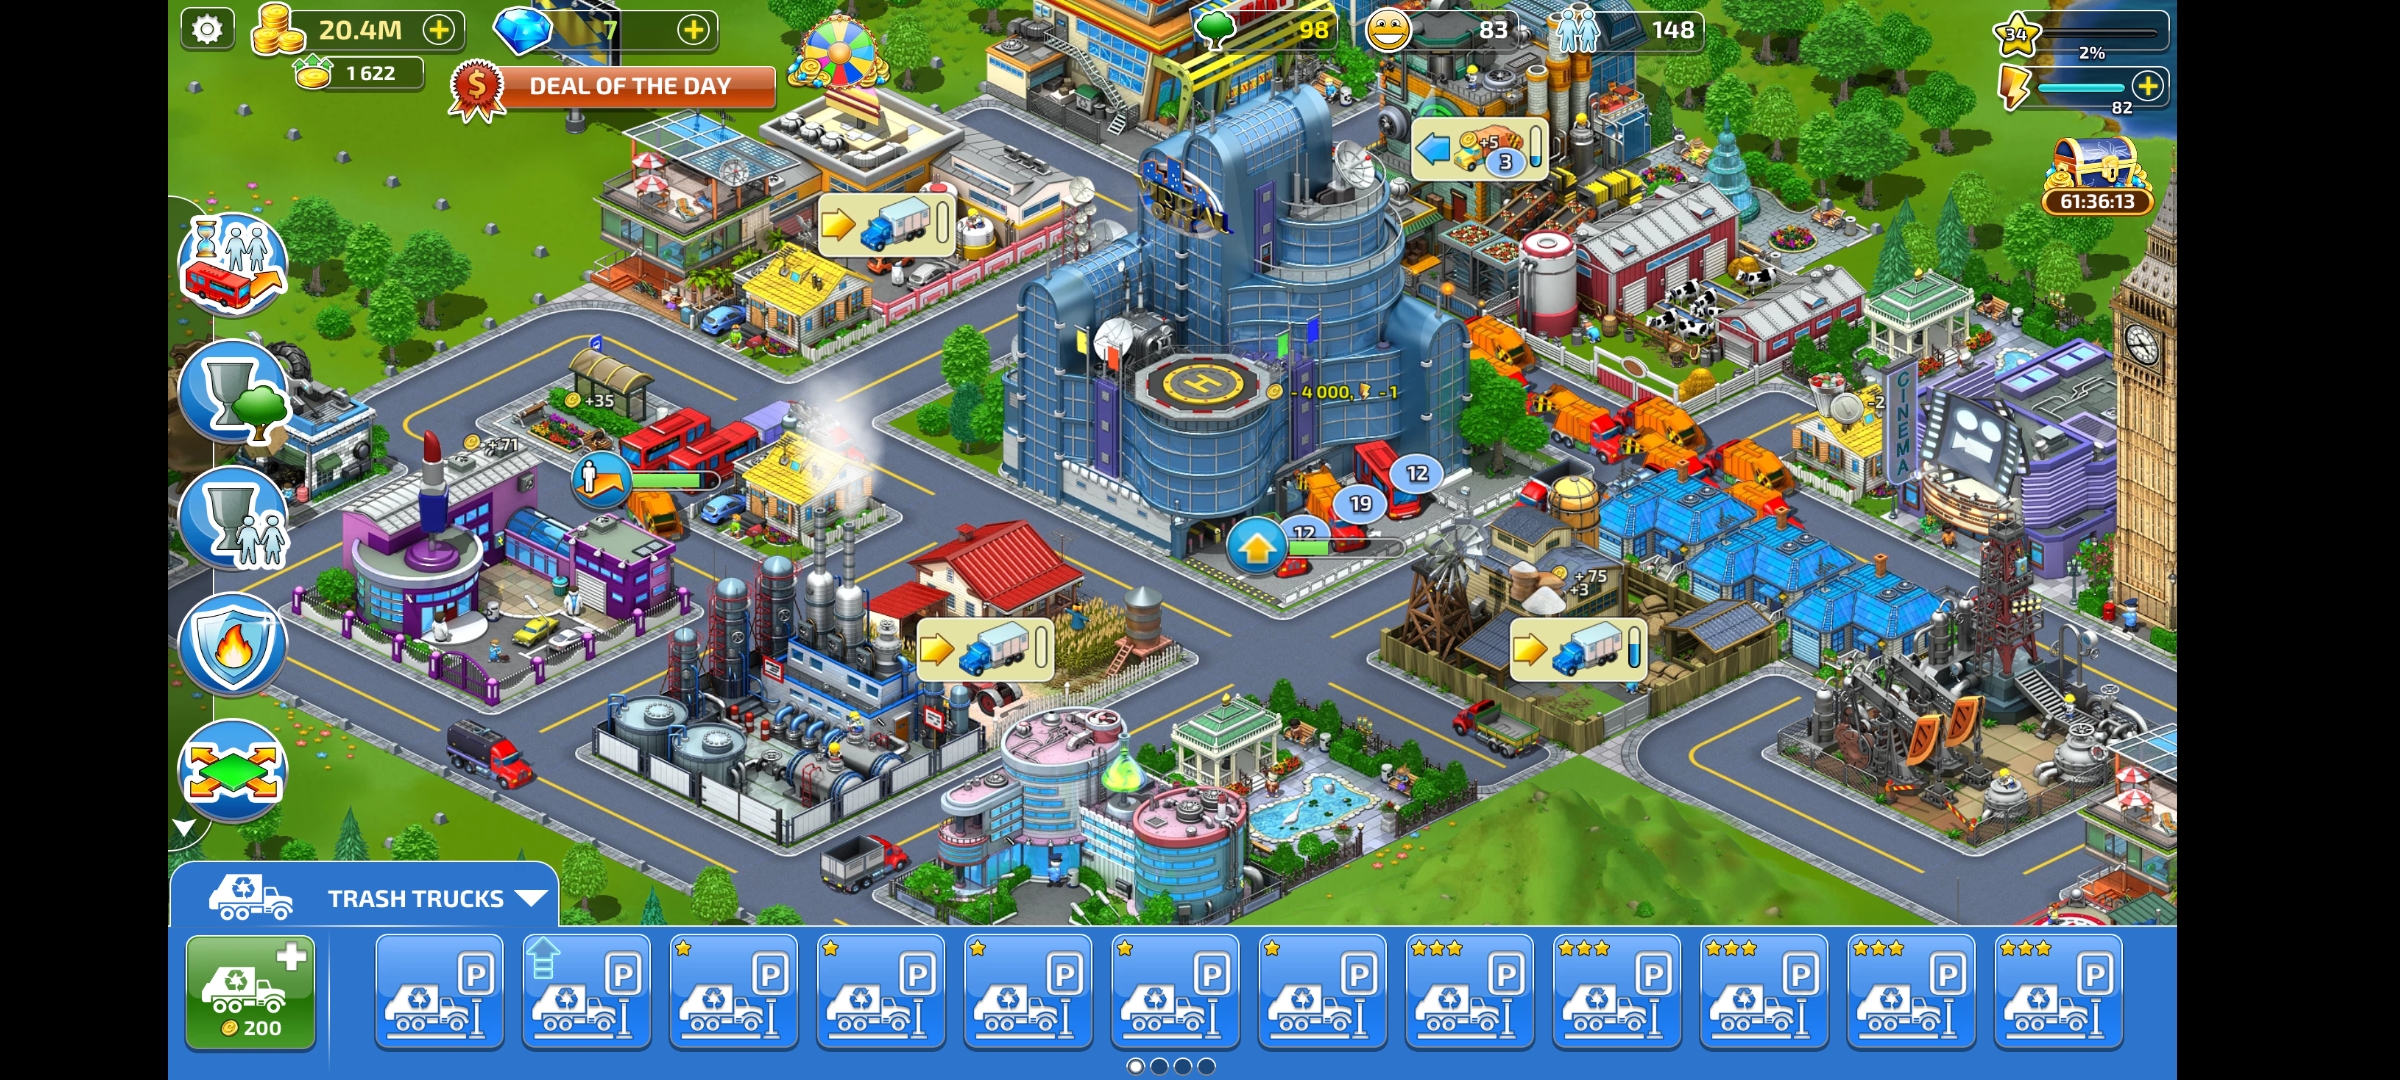 20.4M
7
98
83
148
34
2%
1 622
DEAL OF THE DAY
82
+5
3
61:36:13
+35
- 4 000, - 1
-2
CINEMA
+71
12
19
12
+75
+3
TRASH TRUCKS
200
P P P P P P P P P P P P
H